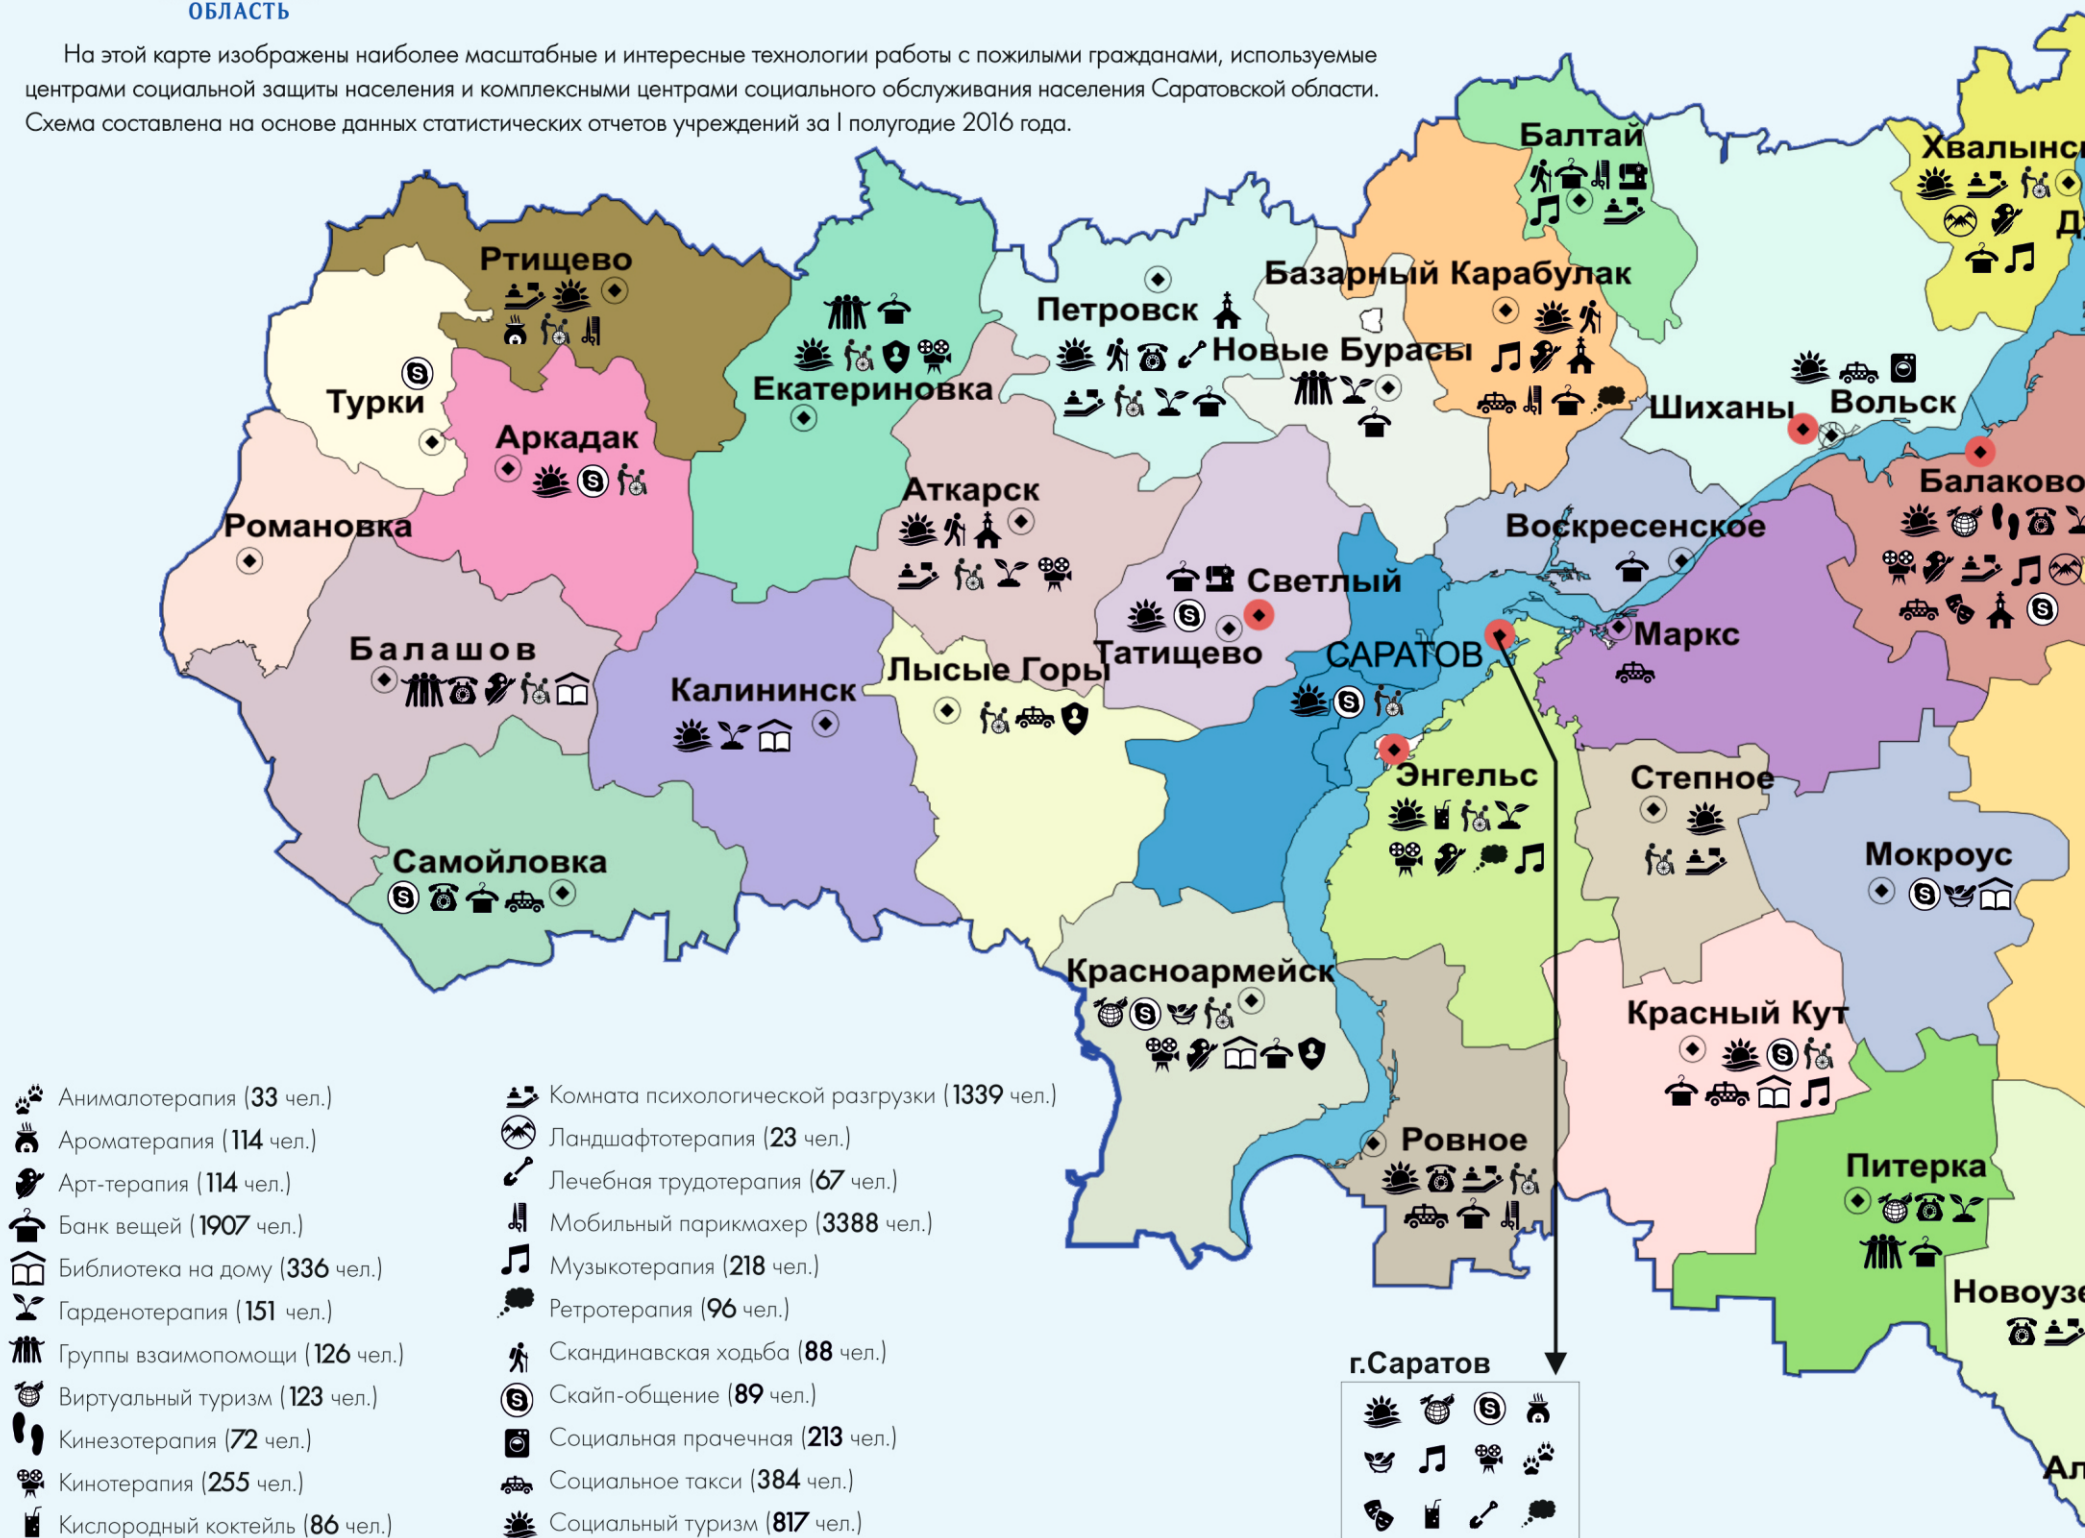 ОБЛАСТЬ
На этой карте изображены наиболее масштабные и интересные технологии работы с пожилыми гражданами, используемые
центрами социальной защиты населения и комплексными центрами социального обслуживания населения Саратовской области.
Схема составлена на основе данных статистических отчетов учреждений за I полугодие 2016 года.
Балтай
Хвалынс
Д
Ртищево
Базарный Карабулак
Петровск
Новые Бурасы
Екатериновка
Турки
Шиханы
Вольск
Аркадак
Балаково
Аткарск
Романовка
Воскресенское
Светлый
Татищево
САРАТОВ
Маркс
Балашов
Лысые Горы
Калининск
Энгельс
Степное
Самойловка
Мокроус
Красноармейск
Красный Кут
Ровное
Питерка
Новоузе
Ал
г.Саратов
Анималотерапия (33 чел.)
Ароматерапия (114 чел.)
Арт-терапия (114 чел.)
Банк вещей (1907 чел.)
Библиотека на дому (336 чел.)
Гарденотерапия (151 чел.)
Группы взаимопомощи (126 чел.)
Виртуальный туризм (123 чел.)
Кинезотерапия (72 чел.)
Кинотерапия (255 чел.)
Кислородный коктейль (86 чел.)
Комната психологической разгрузки (1339 чел.)
Ландшафтотерапия (23 чел.)
Лечебная трудотерапия (67 чел.)
Мобильный парикмахер (3388 чел.)
Музыкотерапия (218 чел.)
Ретротерапия (96 чел.)
Скандинавская ходьба (88 чел.)
Скайп-общение (89 чел.)
Социальная прачечная (213 чел.)
Социальное такси (384 чел.)
Социальный туризм (817 чел.)